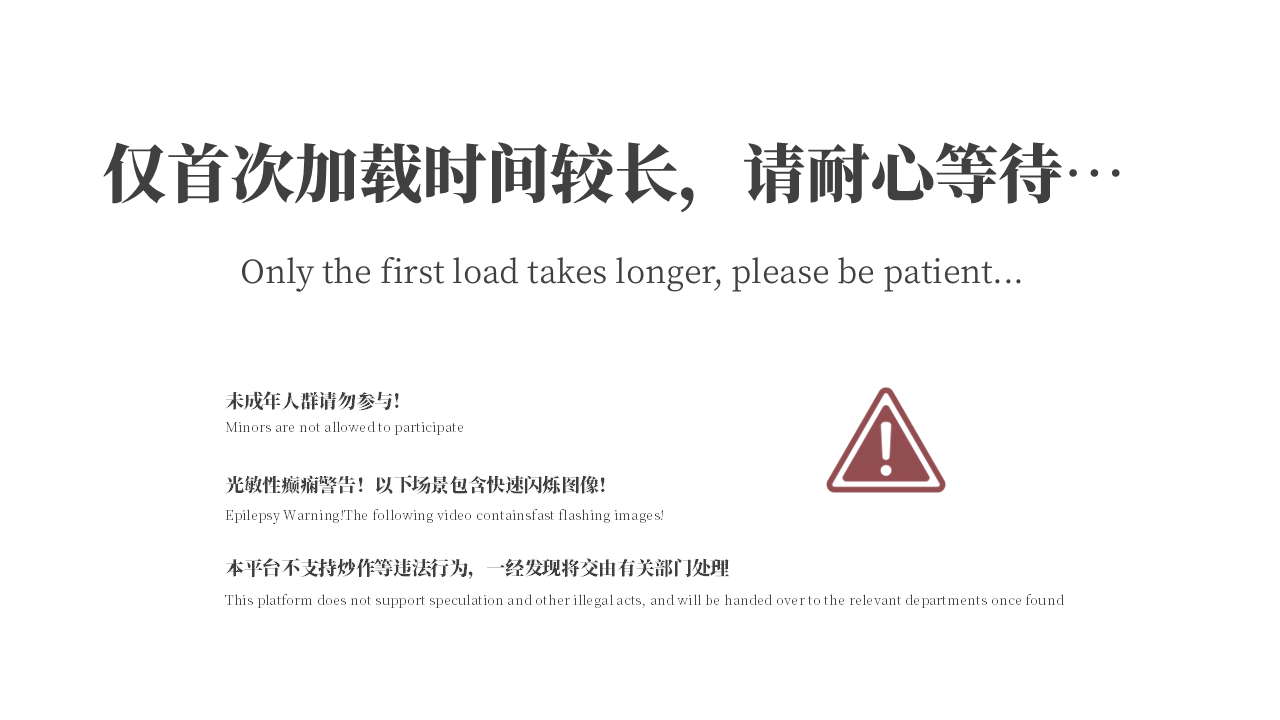 仅首次加载时间较长，请耐心等待…
Only the first load takes longer, please be patient...
未成年人群请勿参与！
Minors are not allowed to participate
光敏性癫痫警告！以下场景包含快速闪烁图像！
Epilepsy Warning!The following video containsfast flashing images!
本平台不支持炒作等违法行为，一经发现将交由有关部门处理
This platform does not support speculation and other illegal acts, and will be handed over to the relevant departments once found